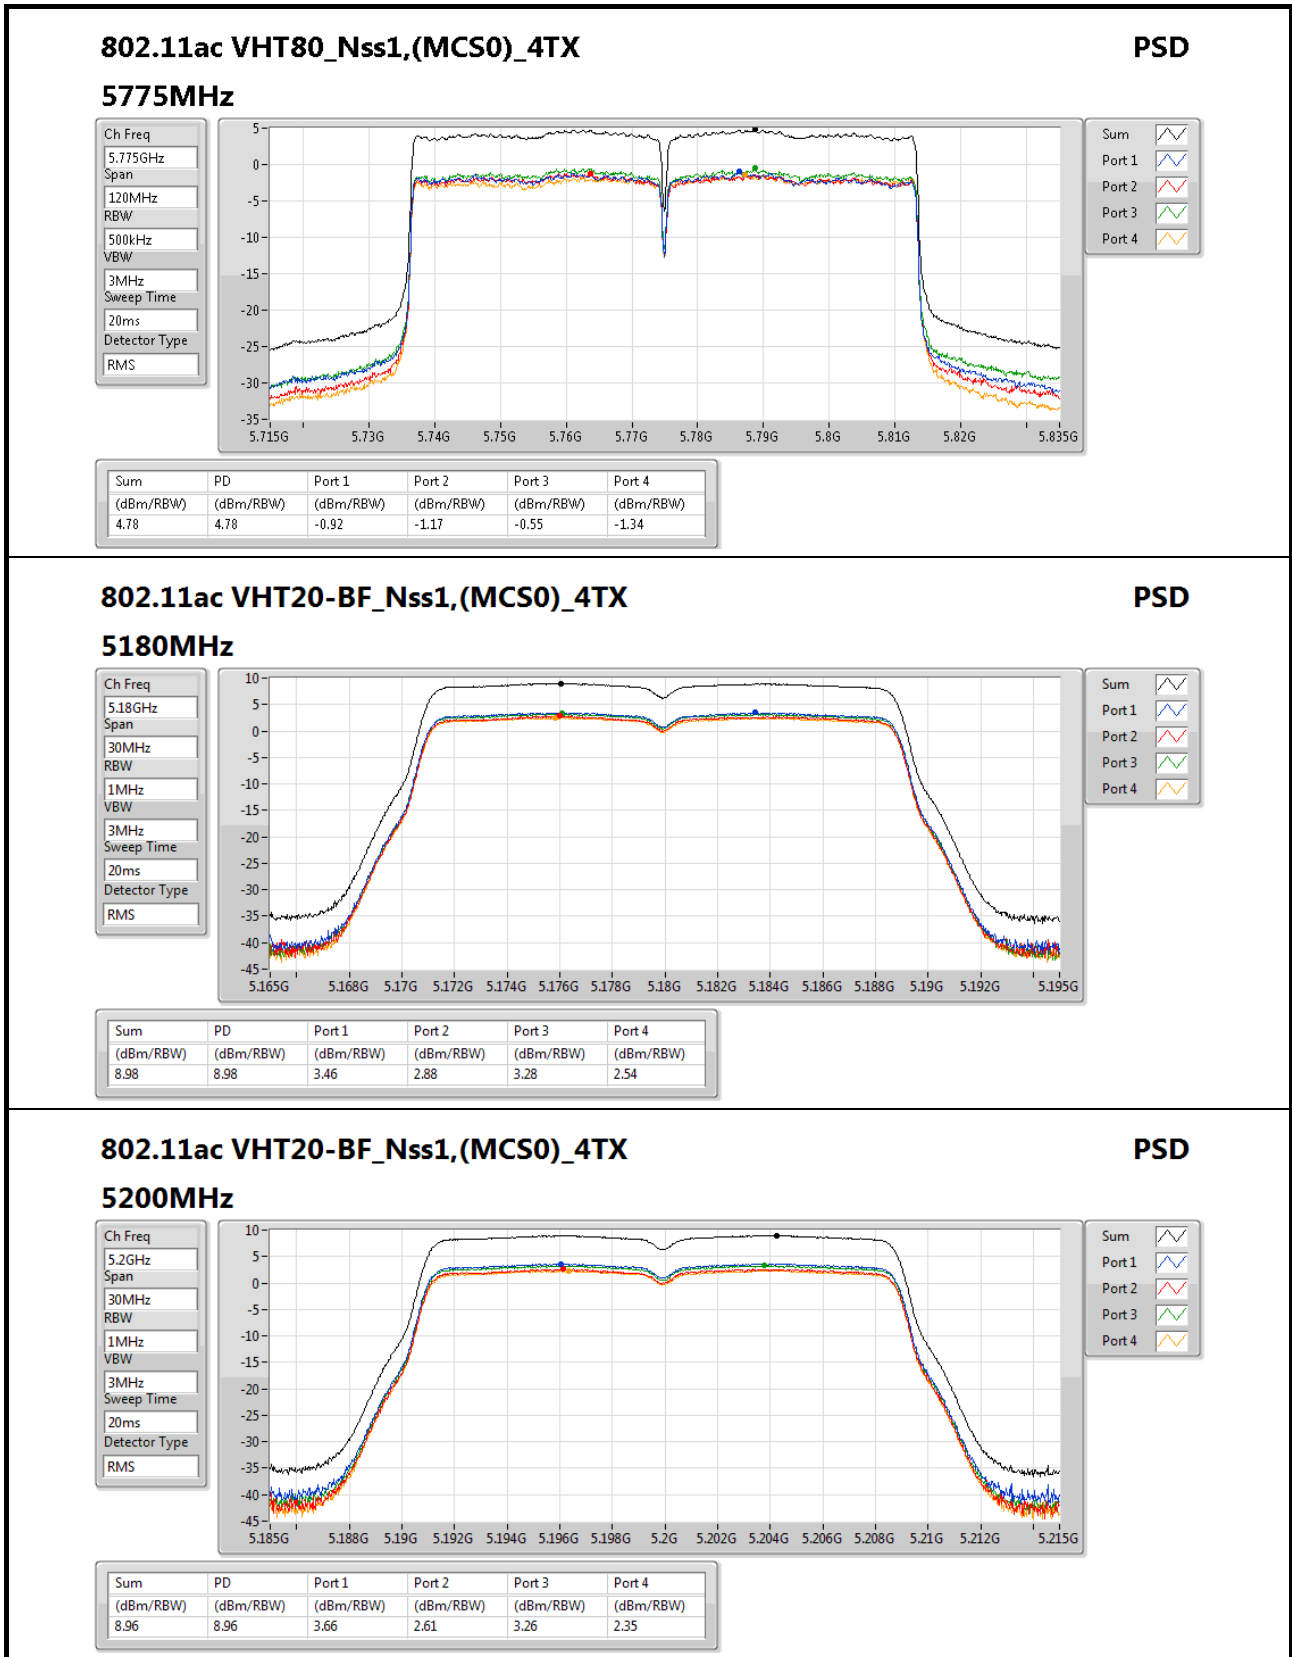 802.11ac VHT80_Nss1,(MCS0)_4TX PSD
5775MHz
Ch Freq
5.775GHz
Span
120MHz
RBW
500kHz
VBW
3MHz
Sweep Time
20ms
Detector Type
RMS
5
0
-5
-10
-15
-20
-25
-30
-35
5.715G 5.73G 5.74G 5.75G 5.76G 5.77G 5.78G 5.79G 5.8G 5.81G 5.82G 5.835G
Sum
Port 1
Port 2
Port 3
Port 4
Sum PD Port 1 Port 2 Port 3 Port 4
(dBm/RBW) (dBm/RBW) (dBm/RBW) (dBm/RBW) (dBm/RBW) (dBm/RBW)
4.78 4.78 -0.92 -1.17 -0.55 -1.34
802.11ac VHT20-BF_Nss1,(MCS0)_4TX PSD
5180MHz
Ch Freq
5.18GHz
Span
30MHz
RBW
1MHz
VBW
3MHz
Sweep Time
20ms
Detector Type
RMS
10
5
0
-5
-10
-15
-20
-25
-30
-35
-40
-45
5.165G 5.168G 5.17G 5.172G 5.174G 5.176G 5.178G 5.18G 5.182G 5.184G 5.186G 5.188G 5.19G 5.192G 5.195G
Sum
Port 1
Port 2
Port 3
Port 4
Sum PD Port 1 Port 2 Port 3 Port 4
(dBm/RBW) (dBm/RBW) (dBm/RBW) (dBm/RBW) (dBm/RBW) (dBm/RBW)
8.98 8.98 3.46 2.88 3.28 2.54
802.11ac VHT20-BF_Nss1,(MCS0)_4TX PSD
5200MHz
Ch Freq
5.2GHz
Span
30MHz
RBW
1MHz
VBW
3MHz
Sweep Time
20ms
Detector Type
RMS
10
5
0
-5
-10
-15
-20
-25
-30
-35
-40
-45
5.185G 5.188G 5.19G 5.192G 5.194G 5.196G 5.198G 5.2G 5.202G 5.204G 5.206G 5.208G 5.21G 5.212G 5.215G
Sum
Port 1
Port 2
Port 3
Port 4
Sum PD Port 1 Port 2 Port 3 Port 4
(dBm/RBW) (dBm/RBW) (dBm/RBW) (dBm/RBW) (dBm/RBW) (dBm/RBW)
8.96 8.96 3.66 2.61 3.26 2.35